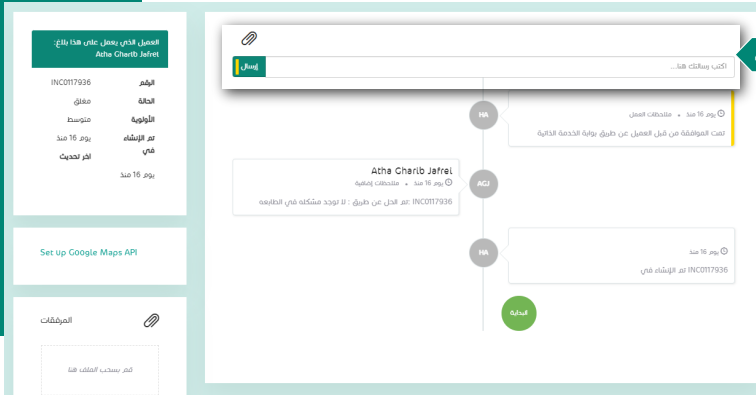 اكتب رسالتك هنا...
إرسال
HA
يوم 16 منذ • ملاحظات العمل
تمت الموافقة من قبل العميل عن طريق بوابة الخدمة الذاتية
Atha Gharib Jafrei
يوم 16 منذ • ملاحظات إضافية
INC0117936 :تم الحل عن طريق : لا توجد مشكله في الطابعه
AGJ
HA
يوم 16 منذ
INC0117936 تم الإنشاء في
البداية
العميل الذي يعمل على هذا بلاغ:
Atha Gharib Jafrei
الرقم INC0117936
الحالة مغلق
الأولوية متوسط
تم الإنشاء يوم 16 منذ
في
اخر تحديث
يوم 16 منذ
Set up Google Maps API
المرفقات
قم بسحب الملف هنا